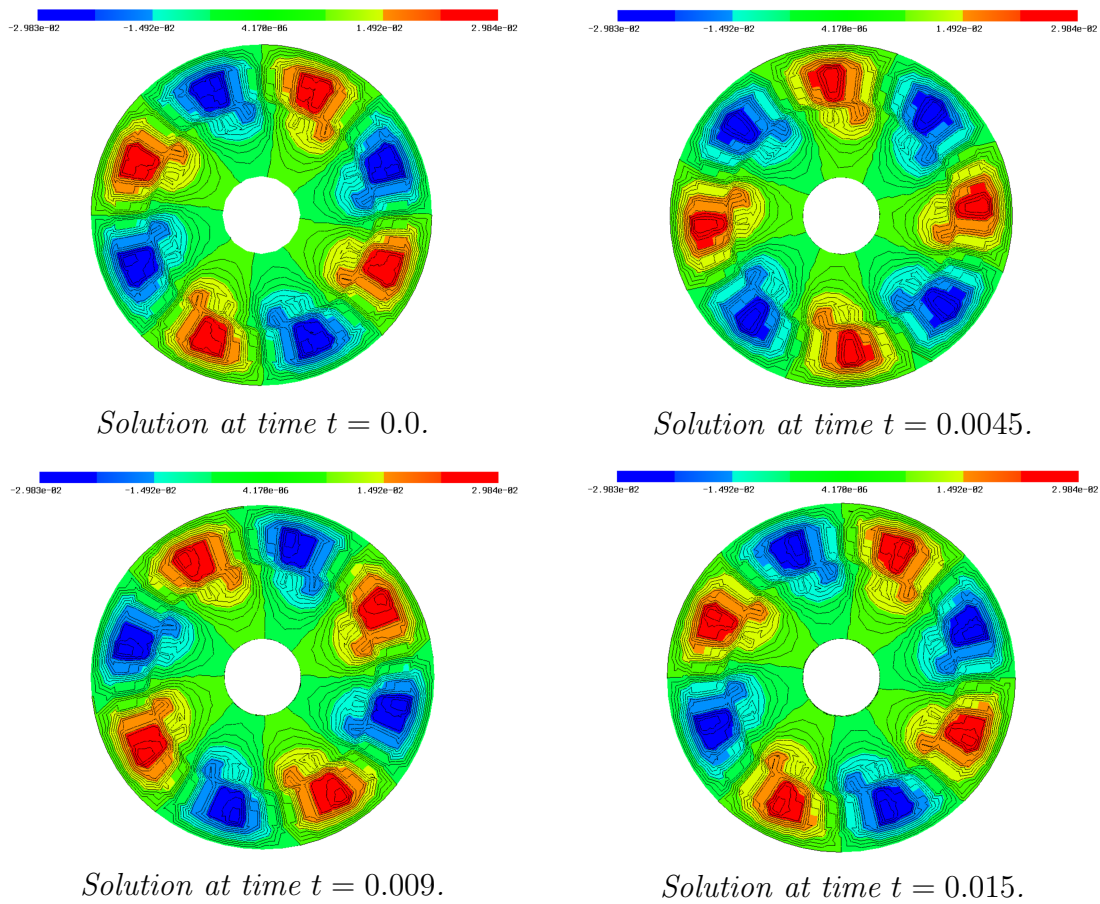 -2.983e-02 -1.492e-02 4.170e-06 1.492e-02 2.984e-02
-2.983e-02 -1.492e-02 4.170e-06 1.492e-02 2.984e-02
Solution at time t = 0.0.
Solution at time t = 0.0045.
-2.983e-02 -1.492e-02 4.170e-06 1.492e-02 2.984e-02
-2.983e-02 -1.492e-02 4.170e-06 1.492e-02 2.984e-02
Solution at time t = 0.009.
Solution at time t = 0.015.